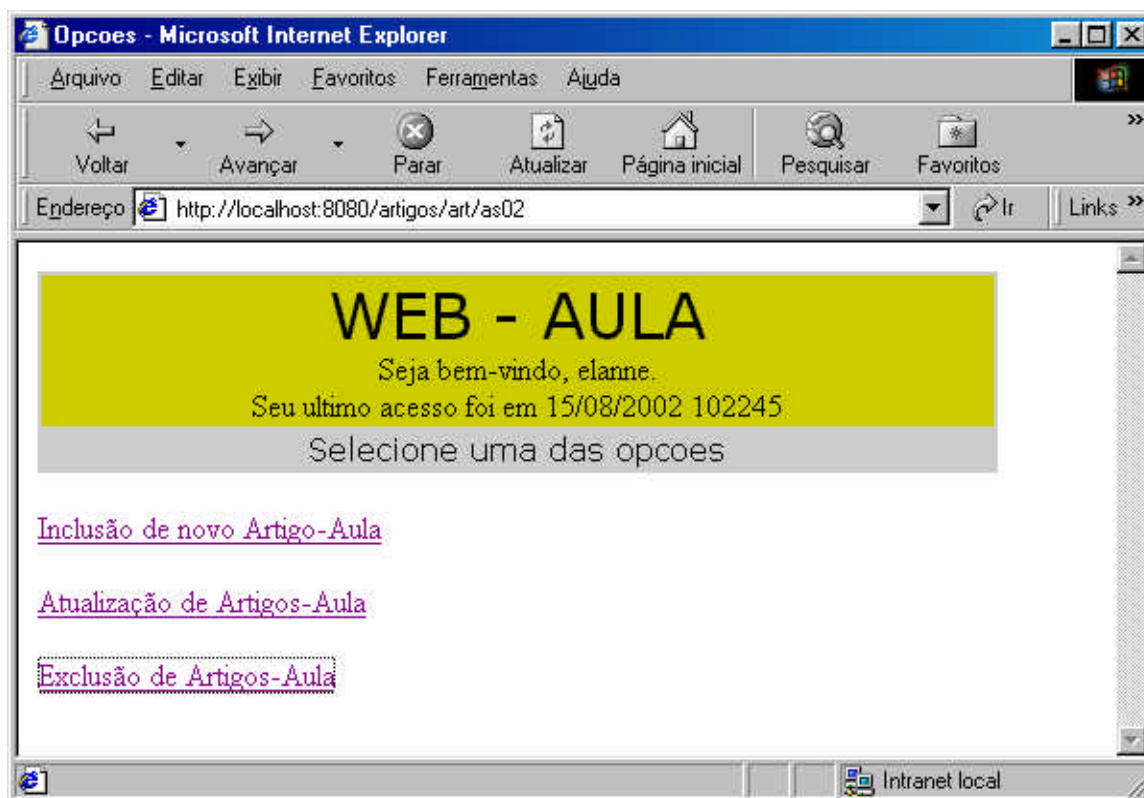 Opcoes - Microsoft Internet Explorer
Arquivo Editar Exibir Favoritos Ferramentas Ajuda
»
Voltar Avançar Parar Atualizar Página inicial Pesquisar Favoritos
Endereço http://localhost:8080/artigos/art/as02 Ir Links »
WEB - AULA
Seja bem-vindo, elanne.
Seu ultimo acesso foi em 15/08/2002 102245
Selecione uma das opcoes
Inclusão de novo Artigo-Aula
Atualização de Artigos-Aula
Exclusão de Artigos-Aula
Intranet local